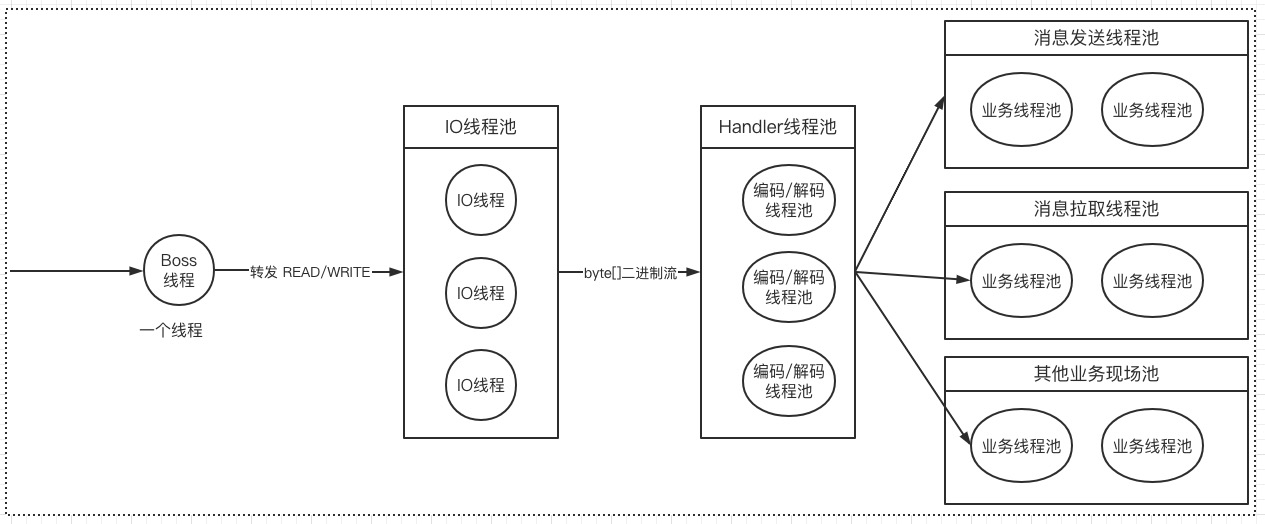 Boss
线程
一个线程
转发 READ/WRITE
IO线程池
IO线程
IO线程
IO线程
byte[]二进制流
Handler线程池
编码/解码
线程池
编码/解码
线程池
编码/解码
线程池
消息发送线程池
业务线程池
业务线程池
消息拉取线程池
业务线程池
业务线程池
其他业务现场池
业务线程池
业务线程池